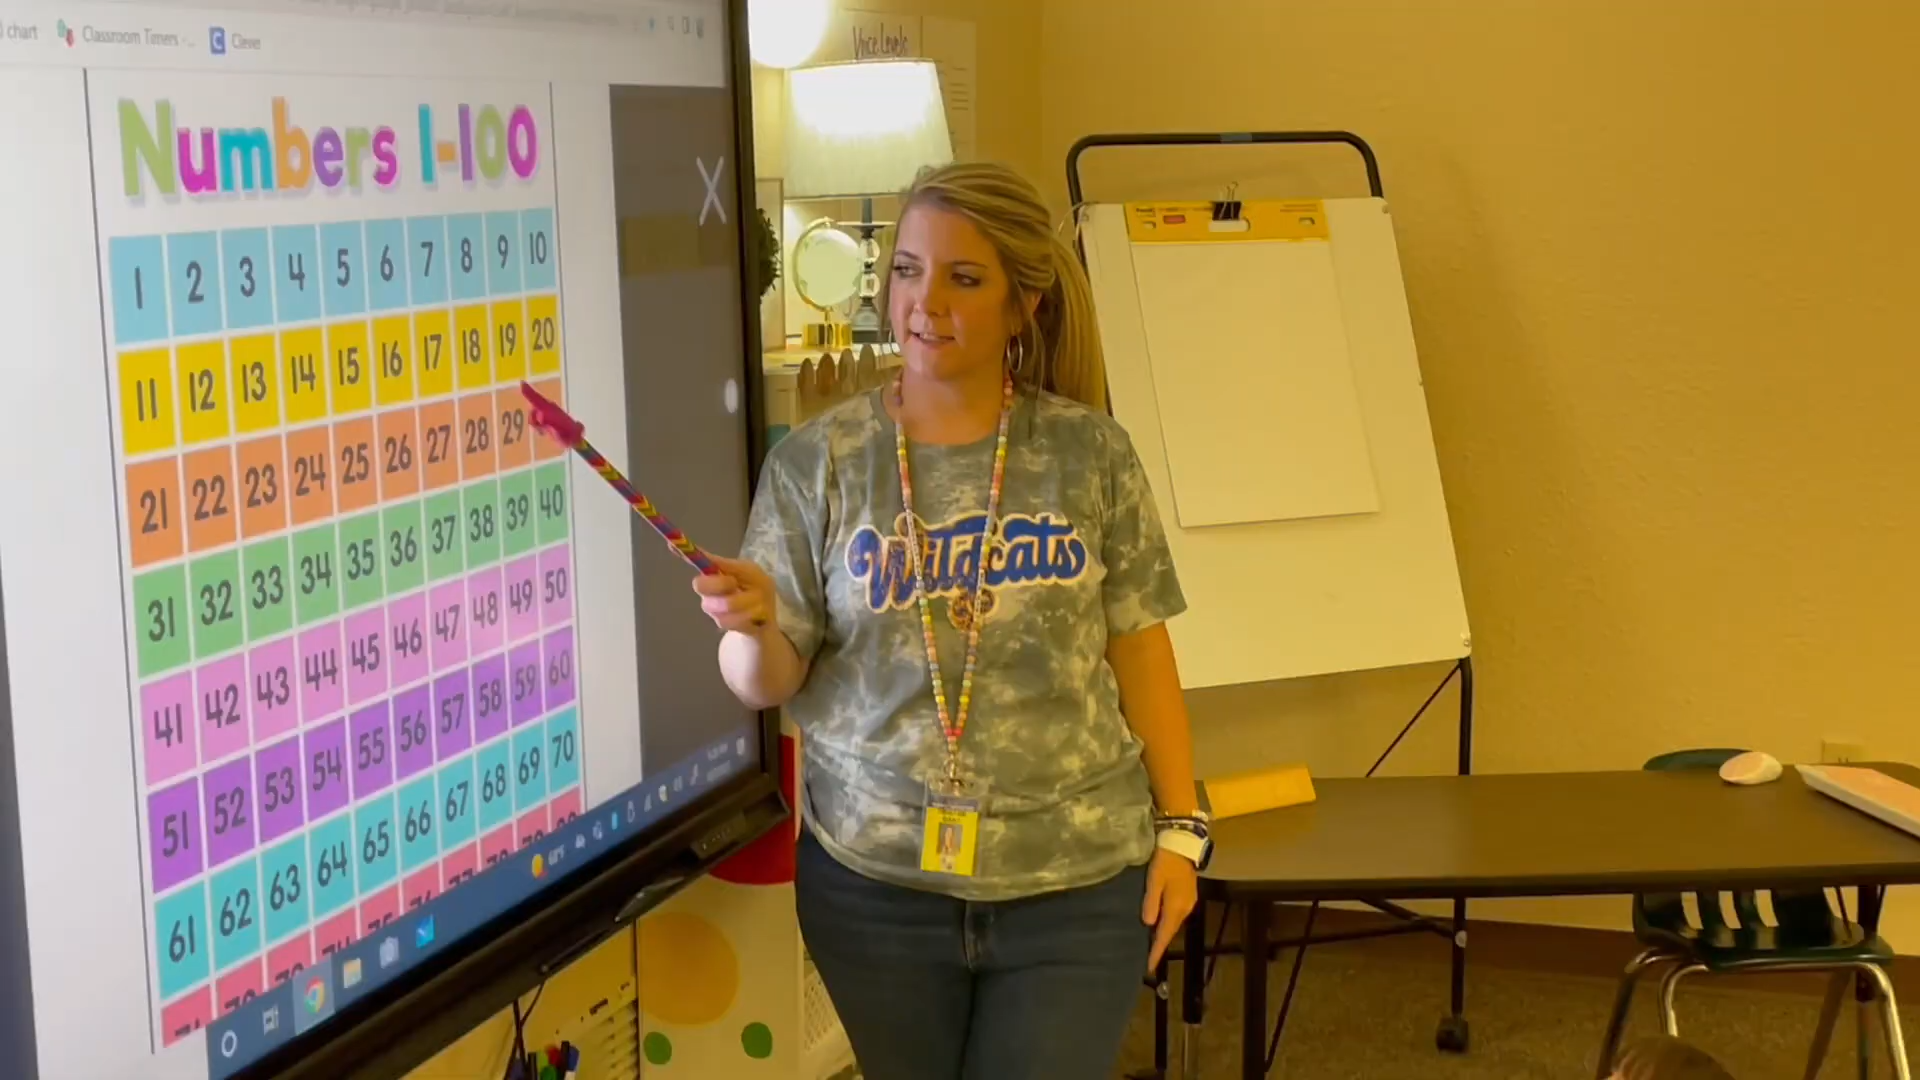 chart Classroom Timers -... Clever
Voice Levels
Numbers 1-100
1 2 3 4 5 6 7 8 9 10
11 12 13 14 15 16 17 18 19 20
21 22 23 24 25 26 27 28 29
31 32 33 34 35 36 37 38 39 40
41 42 43 44 45 46 47 48 49 50
51 52 53 54 55 56 57 58 59 60
61 62 63 64 65 66 67 68 69 70
Wildcats